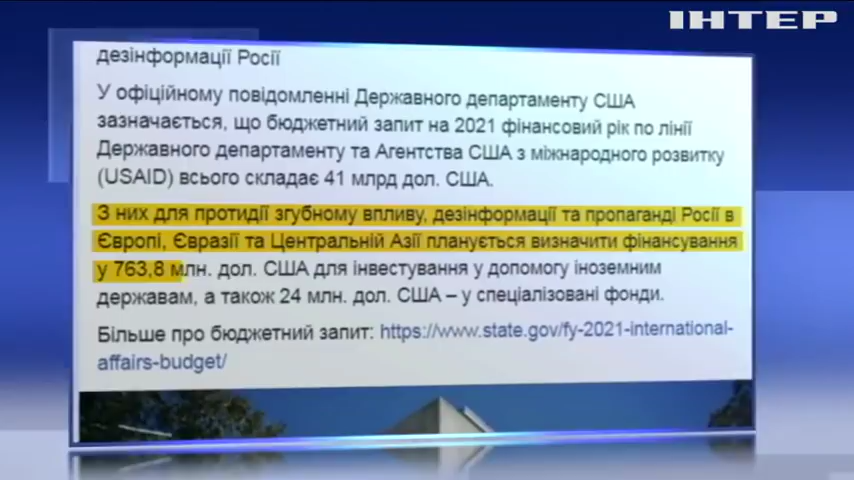 ІНТЕР
дезінформації Росії
У офіційному повідомленні Державного департаменту США
зазначається, що бюджетний запит на 2021 фінансовий рік по лінії
Державного департаменту та Агентства США з міжнародного розвитку
(USAID) всього складає 41 млрд дол. США.
З них для протидії згубному впливу, дезінформації та пропаганді Росії в
Європі, Євразії та Центральній Азії планується визначити фінансування
у 763,8 млн. дол. США для інвестування у допомогу іноземним
державам, а також 24 млн. дол. США – у спеціалізовані фонди.
Більше про бюджетний запит: https://www.state.gov/fy-2021-international-
affairs-budget/